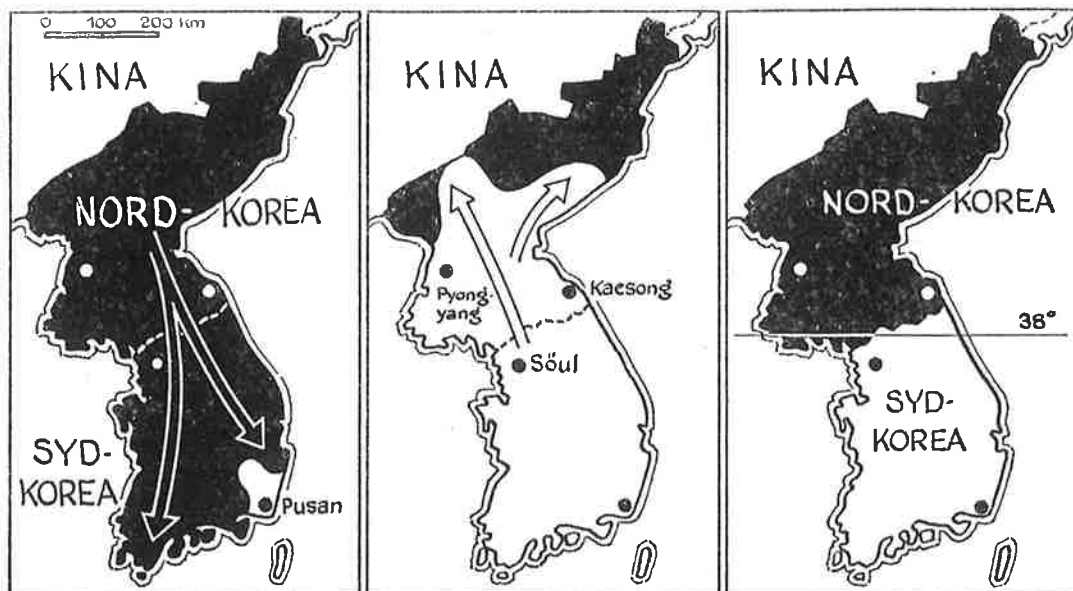 0 100 200 km
KINA
NORD-KOREA
SYD-
KOREA
Pusan
KINA
Pyong-
yang
Kaesong
Sőul
KINA
NORD-KOREA
38°
SYD-
KOREA